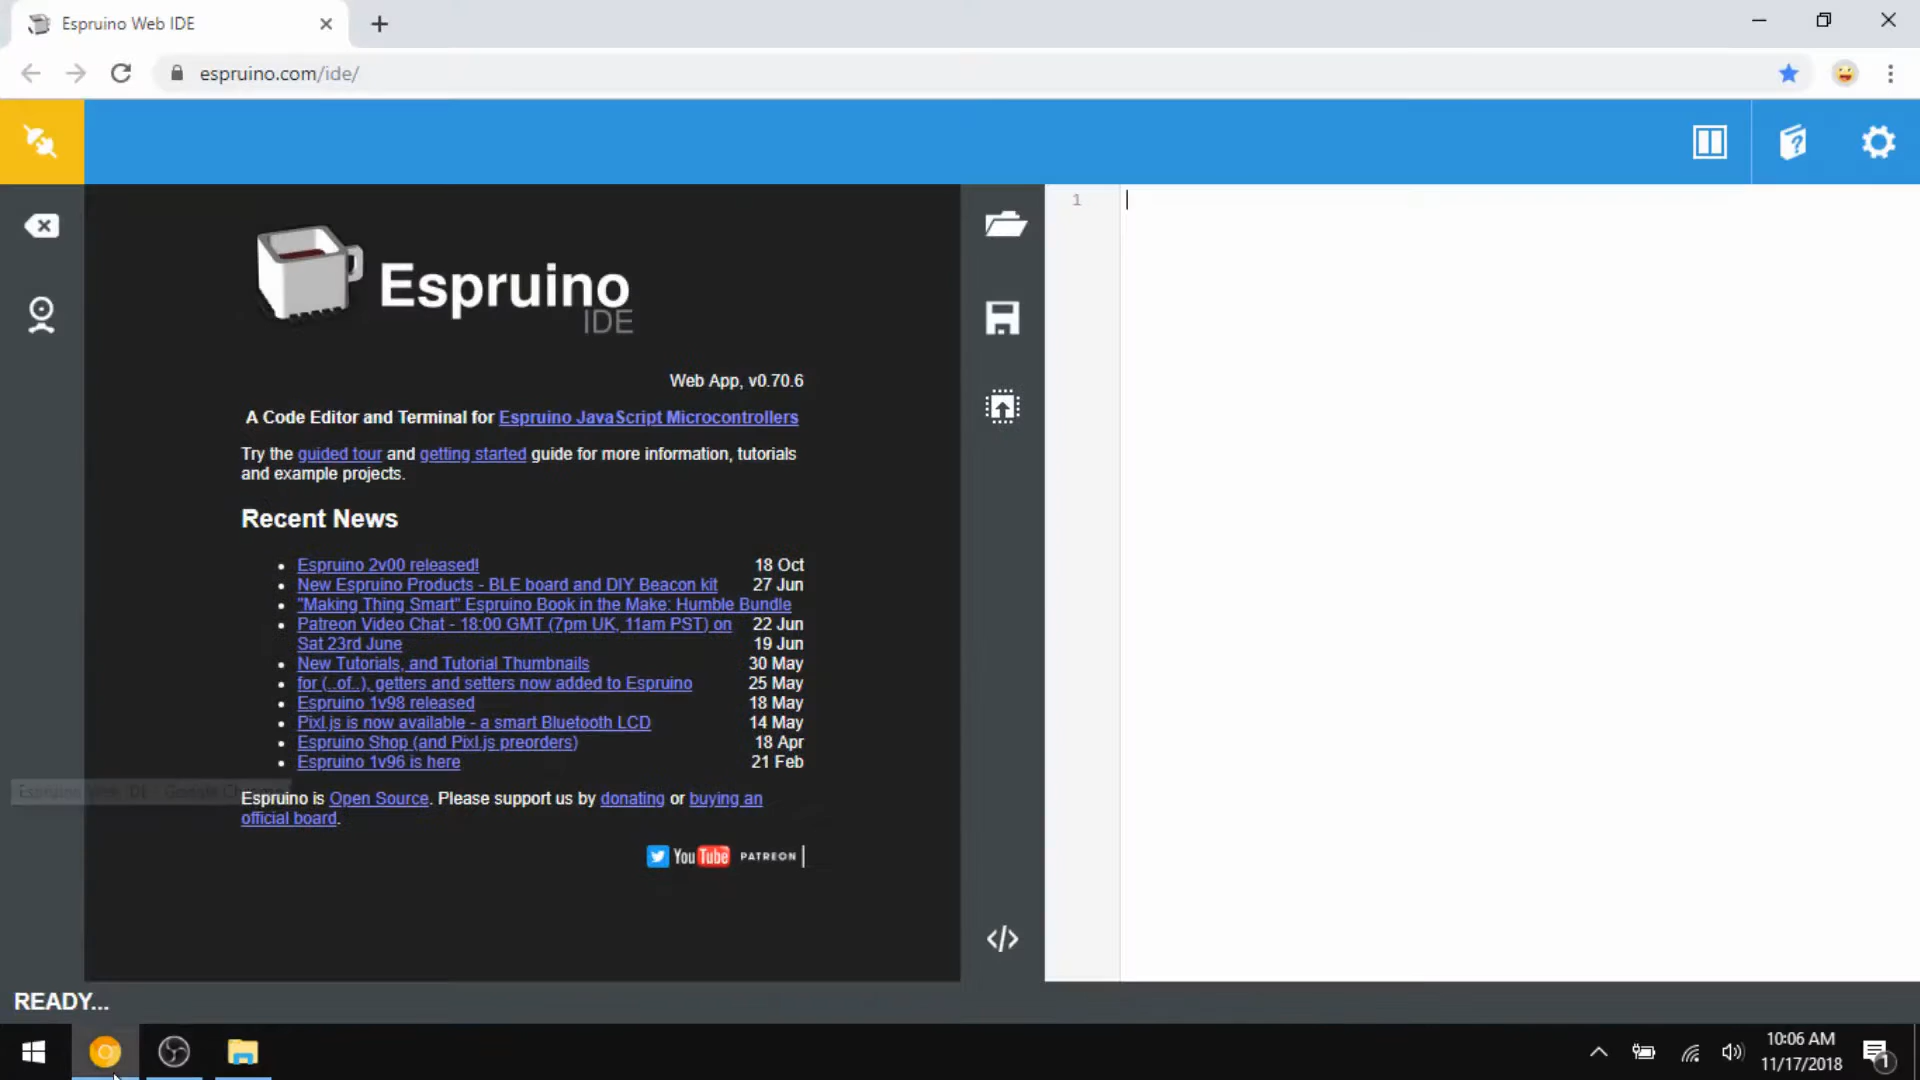 Espruino Web IDE
espruino.com/ide/
1
Espruino
IDE
Web App, v0.70.6
A Code Editor and Terminal for Espruino JavaScript Microcontrollers
Try the guided tour and getting started guide for more information, tutorials
and example projects.
Recent News
Espruino 2v00 released! 18 Oct
New Espruino Products - BLE board and DIY Beacon kit 27 Jun
"Making Thing Smart" Espruino Book in the Make: Humble Bundle
Patreon Video Chat - 18:00 GMT (7pm UK, 11am PST) on 22 Jun
Sat 23rd June 19 Jun
New Tutorials, and Tutorial Thumbnails 30 May
for (..of..), getters and setters now added to Espruino 25 May
Espruino 1v98 released 18 May
Pixl.js is now available - a smart Bluetooth LCD 14 May
Espruino Shop (and Pixl.js preorders) 18 Apr
Espruino 1v96 is here 21 Feb
Espruino Web IDE - Google Chrome
Espruino is Open Source. Please support us by donating or buying an
official board.
YouTube PATREON
READY...
10:06 AM
11/17/2018
1